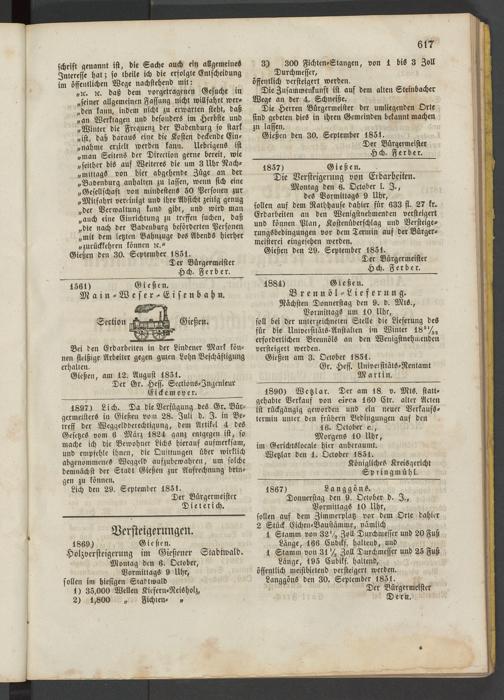 617
schrift genannt ist, die Sache auch ein allgemeines
Interesse hat; so theile ich die erfolgte Entscheidung
im öffentlichen Wege nachstehend mit:
„ꝛc. ꝛc. daß dem vorgetragenen Gesuche nicht in
„seiner allgemeinen Fassung nicht willfahrt wer-
„den kann, indem nicht zu erwarten steht, daß
„an Werktagen und besonders im Herbste und
„Winter die Frequenz der Badenburg so stark
„ist, daß daraus eine die Kosten deckende Ein-
„nahme erzielt werden kann. Uebrigens ist
„man Seitens der Direction gerne bereit, wie
„seither bis auf Weiteres die um 3 Uhr Nach-
„mittags von hier abgehende Züge an der
„Badenburg anhalten zu lassen, wenn sich eine
„Gesellschaft von mindestens 50 Personen zur
„Mitfahrt vereinigt und ihre Absicht zeitig genug
„der Verwaltung kund gibt, und wird man
„auch eine Einrichtung zu treffen suchen, daß
„die nach der Badenburg beförderten Personen
„mit dem letzten Bahnzuge des Abends hierher
„zurückkehren können ꝛc.“
Gießen den 30. September 1851.
Der Bürgermeister
Hch. Ferber.
1561) Gießen.
Main-Weser-Eisenbahn.
Section Gießen.
Bei den Erdarbeiten in der Lindener Mark kön-
nen fleißige Arbeiter gegen guten Lohn Beschäftigung
erhalten.
Gießen, am 12. August 1851.
Der Gr. Hess. Sections-Ingenieur
Eickemeyer.
1897) Lich. Da die Verfügung des Gr. Bür-
germeisters in Gießen vom 28. Juli d. J. in Be-
treff der Weggeldberechtigung, dem Artikel 4 des
Gesetzes vom 6. März 1824 ganz entgegen ist, so
mache ich die Bewohner Lichs hierauf aufmerksam,
und empfehle ihnen, die Quittungen über wirklich
abgenommenes Weggeld aufzubewahren, um solche
demnächst der Stadt Gießen zur Aufrechnung brin-
gen zu können.
Lich den 29. September 1851.
Der Bürgermeister
Dieterich.
Versteigerungen.
1869) Gießen.
Holzversteigerung im Gießener Stadtwald.
Montag den 6. October,
Vormittags 9 Uhr,
sollen im hiesigen Stadtwald
1) 35,000 Wellen Kiefern-Reisholz,
2) 1,800 „ Fichten- „
3) 300 Fichten-Stangen, von 1 bis 3 Zoll
Durchmesser,
öffentlich versteigert werden.
Die Zusammenkunft ist auf dem alten Steinbacher
Wege an der 4. Schneiße.
Die Herren Bürgermeister der umliegenden Orte
sind gebeten dies in ihren Gemeinden bekannt machen
zu lassen.
Gießen den 30. September 1851.
Der Bürgermeister
Hch. Ferber.
1857) Gießen.
Die Versteigerung von Erdarbeiten.
Montag den 6. October l. J.,
des Vormittags 9 Uhr,
sollen auf dem Rathhause dahier für 633 fl. 27 kr.
Erdarbeiten an den Wenigstnehmenden versteigert
und können Plan, Kostenüberschlag und Versteige-
rungsbedingungen vor dem Termin auf der Bürger-
meisterei eingesehen werden.
Gießen den 29. September 1851.
Der Bürgermeister
Hch. Ferber.
1884) Gießen.
Brennöl-Lieferung.
Nächsten Donnerstag den 9. d. Mts.,
Vormittags um 10 Uhr,
soll bei der unterzeichneten Stelle die Lieferung des
für die Universitäts-Anstalten im Winter 18⁵¹/₅₂
erforderlichen Brennöls an den Wenigstnehmenden
versteigert werden.
Gießen am 3. October 1851.
Gr. Hess. Universitäts-Rentamt
Martin.
1890) Wetzlar. Der am 18. v. Mts. statt-
gehabte Verkauf von circa 160 Ctr. alter Acten
ist rückgängig geworden und ein neuer Verkaufs-
termin unter den frühern Bedingungen auf den
16. October c.,
Morgens 10 Uhr,
im Gerichtslocale hier anberaumt.
Wetzlar den 1. October 1851.
Königliches Kreisgericht
Springmühl.
1867) Langgöns.
Donnerstag den 9. October d. J.,
Vormittags 10 Uhr,
sollen auf dem Zimmerplatz vor dem Orte dahier
2 Stück Eichen-Baustämme, nämlich
1 Stamm von 32½ Zoll Durchmesser und 20 Fuß
Länge, 166 Cubikf. haltend, und
1 Stamm von 31½ Zoll Durchmesser und 25 Fuß
Länge, 195 Cubikf. haltend,
öffentlich meistbietend versteigert werden.
Langgöns den 30. September 1851.
Der Bürgermeister
Dern.